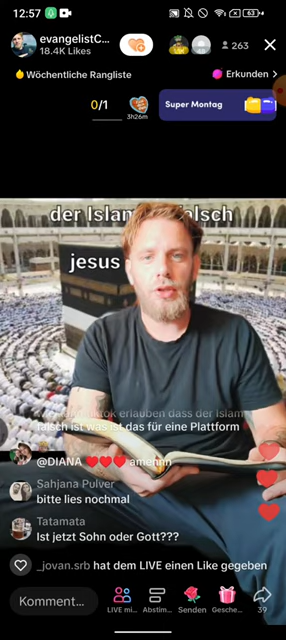 12:57
63
evangelistC...
18.4K Likes
263
Wöchentliche Rangliste
Erkunden >
0/1
3h26m
Super Montag
der Islam falsch
jesus
tiktok erlauben dass der Islam
falsch ist was ist das für eine Plattform
@DIANA amennn
Sahjana Pulver
bitte lies nochmal
Tatamata
Ist jetzt Sohn oder Gott???
_jovan.srb hat dem LIVE einen Like gegeben
Komment...
LIVE mi...
Abstim...
Senden
Gesche...
39